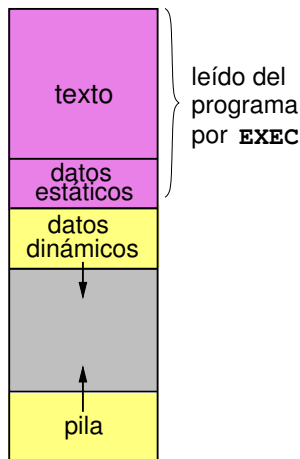 texto
leído del
programa
por EXEC
datos
estáticos
datos
dinámicos
pila